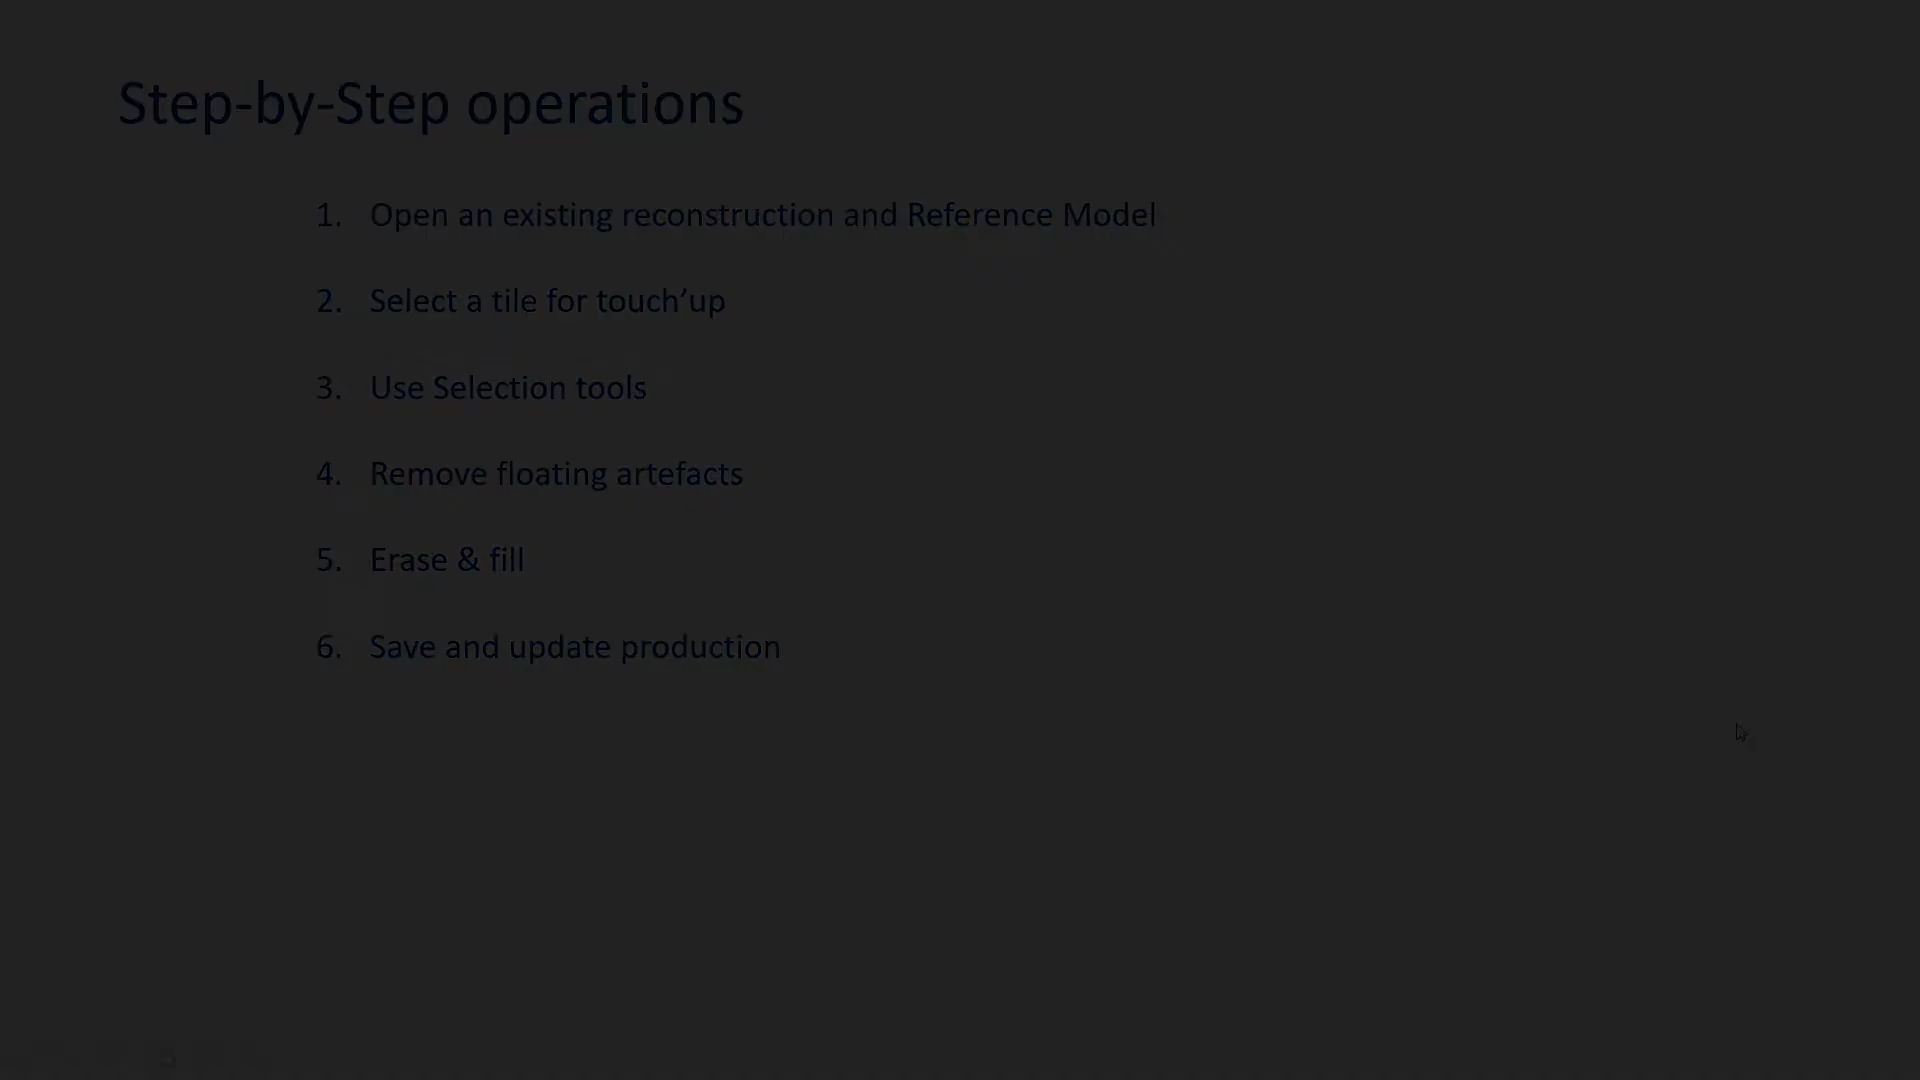 Step-by-Step operations
1. Open an existing reconstruction and Reference Model
2. Select a tile for touch’up
3. Use Selection tools
4. Remove floating artefacts
5. Erase & fill
6. Save and update production